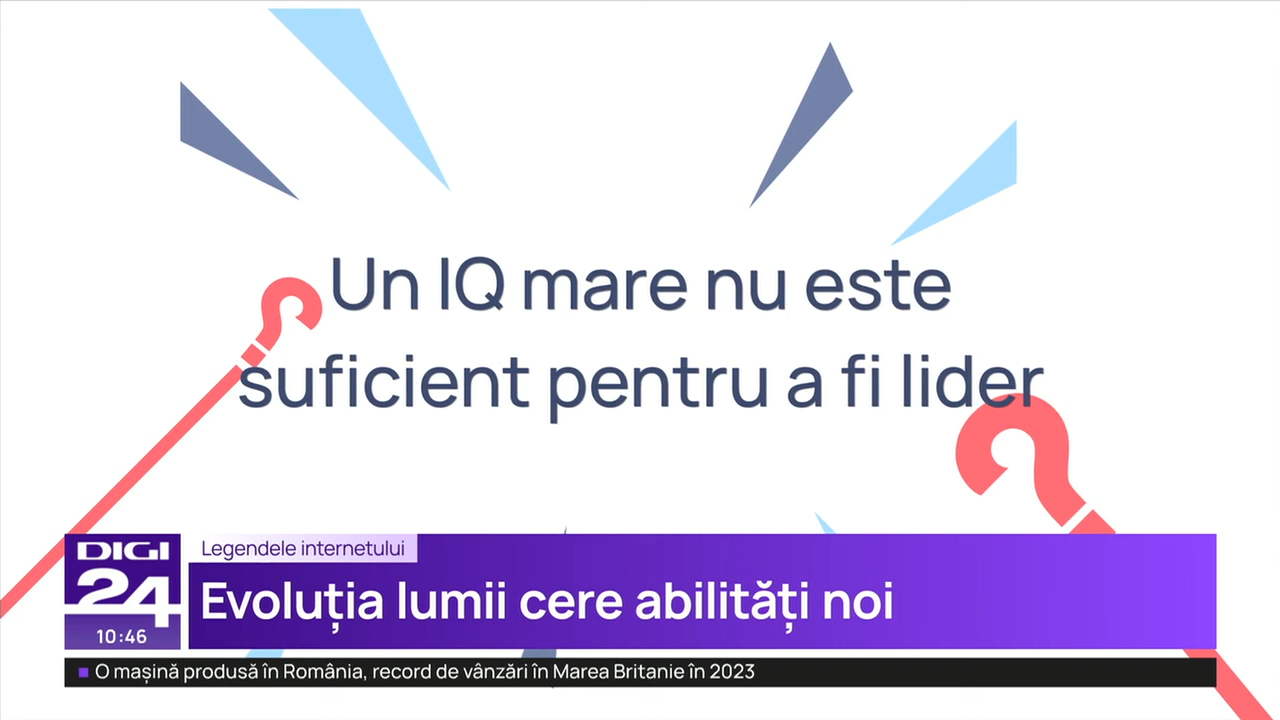 Un IQ mare nu este
suficient pentru a fi lider
DIGI
24
10:46
Legendele internetului
Evoluția lumii cere abilități noi
O mașină produsă în România, record de vânzări în Marea Britanie în 2023